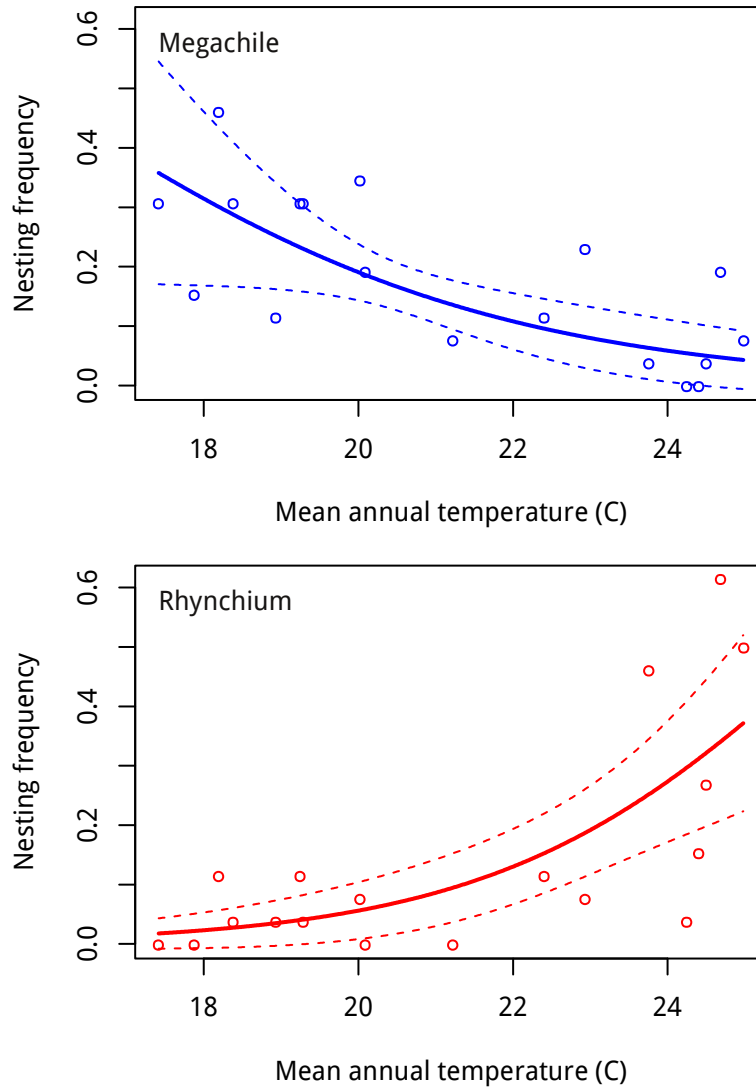 Megachile
Nesting frequency
0.6
0.4
0.2
0.0
18 20 22 24
Mean annual temperature (C)
Rhynchium
Nesting frequency
0.6
0.4
0.2
0.0
18 20 22 24
Mean annual temperature (C)